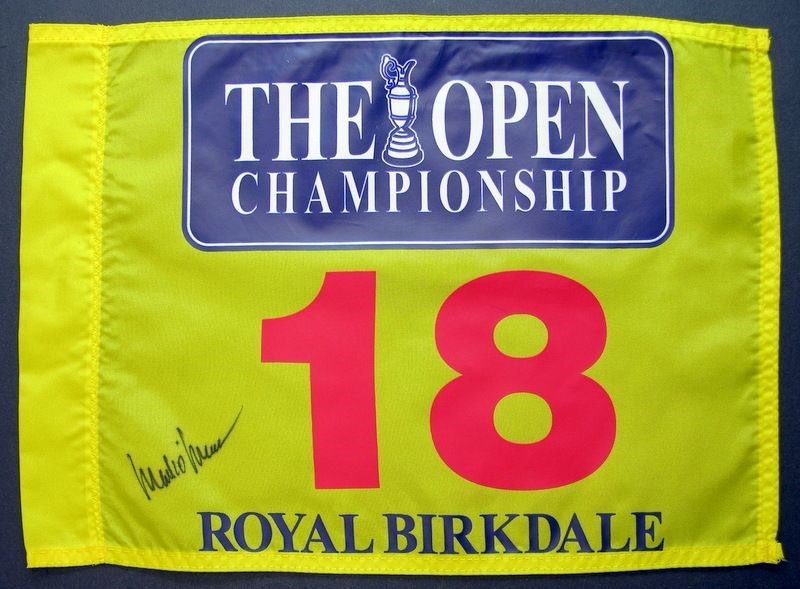 THE OPEN
CHAMPIONSHIP
18
ROYAL BIRKDALE